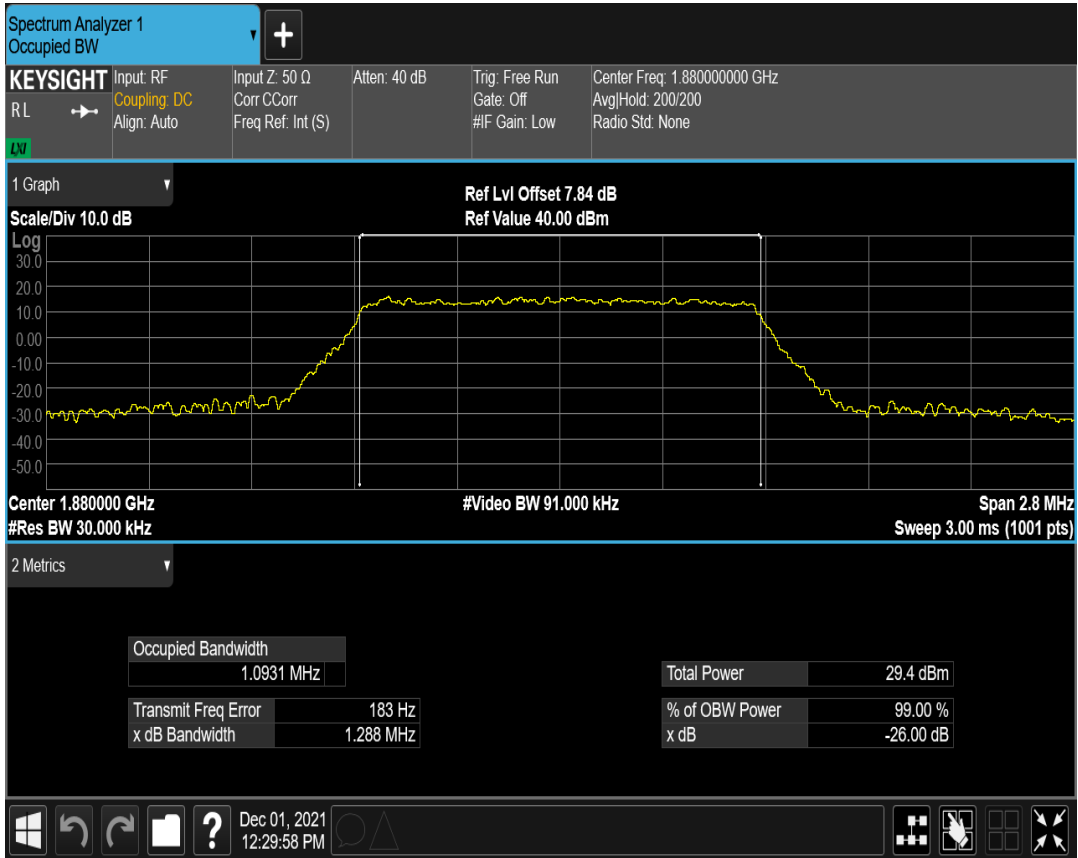 Spectrum Analyzer 1
Occupied BW
KEYSIGHT
RL
LXI
Input: RF
Coupling: DC
Align: Auto
Input Z: 50 Ω
Corr CCorr
Freq Ref: Int (S)
Atten: 40 dB
Trig: Free Run
Gate: Off
#IF Gain: Low
Center Freq: 1.880000000 GHz
Avg|Hold: 200/200
Radio Std: None
1 Graph
Scale/Div 10.0 dB
Ref Lvl Offset 7.84 dB
Ref Value 40.00 dBm
Log
30.0
20.0
10.0
0.00
-10.0
-20.0
-30.0
-40.0
-50.0
Center 1.880000 GHz
#Res BW 30.000 kHz
#Video BW 91.000 kHz
Span 2.8 MHz
Sweep 3.00 ms (1001 pts)
2 Metrics
Occupied Bandwidth
1.0931 MHz
Transmit Freq Error 183 Hz
x dB Bandwidth 1.288 MHz
Total Power 29.4 dBm
% of OBW Power 99.00 %
x dB -26.00 dB
Dec 01, 2021
12:29:58 PM